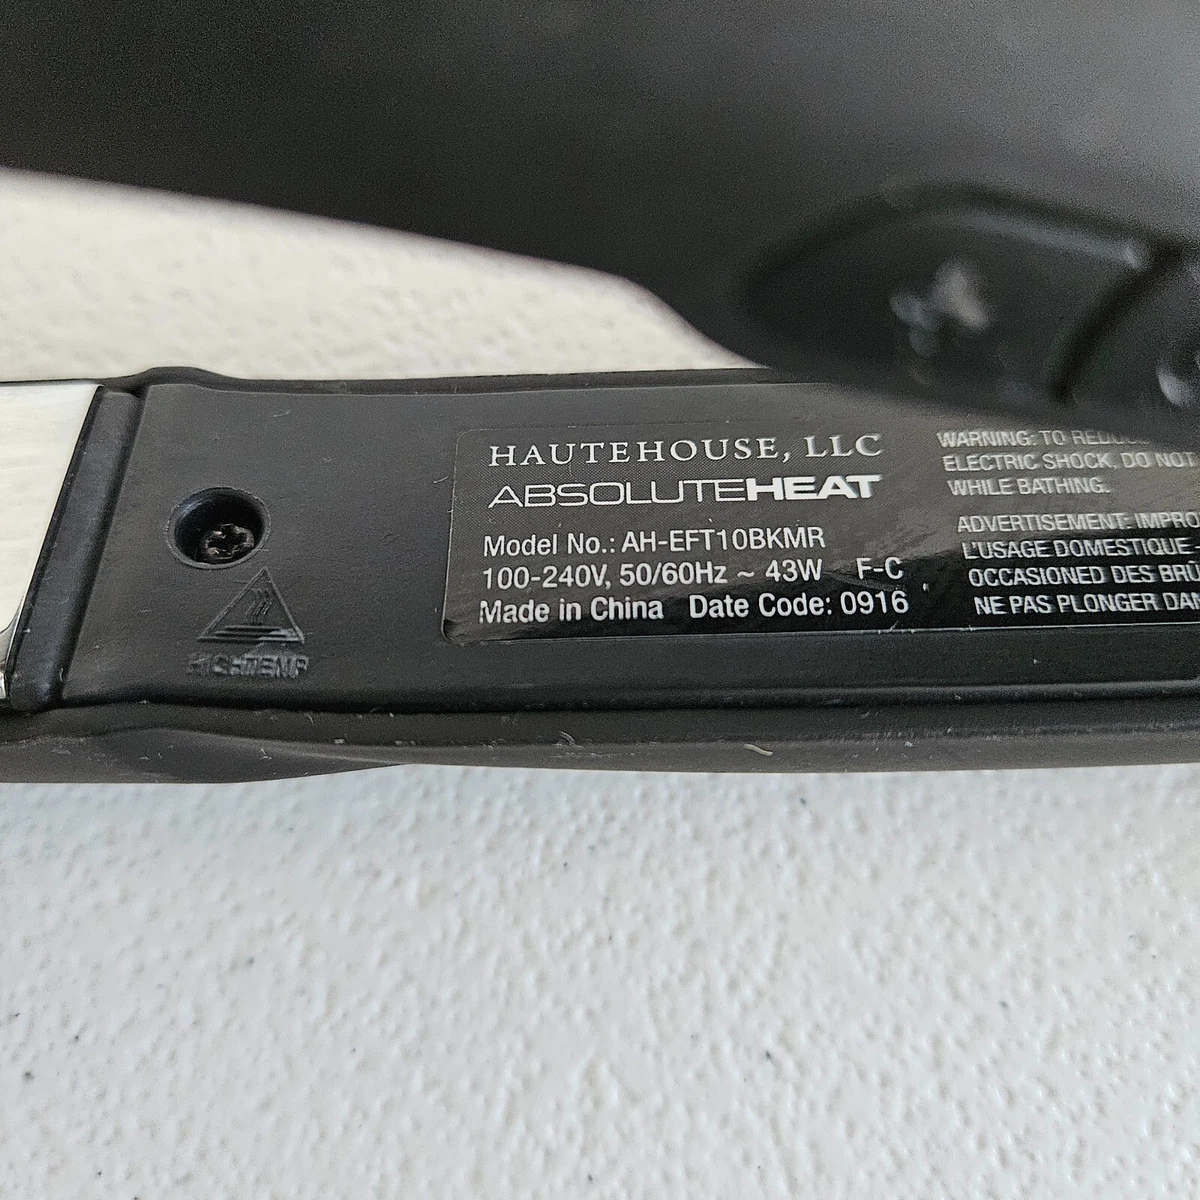 HAUTEHOUSE, LLC
ABSOLUTEHEAT
Model No.: AH-EFT10BKMR
100-240V, 50/60Hz ~ 43W F-C
Made in China Date Code: 0916
WARNING: TO
ELECTRIC SHOCK, DO NOT
WHILE BATHING.
ADVERTISEMENT:
L'USAGE DOMESTIQUE -
OCCASIONED DES
NE PAS PLONGER
HIGH TEMP